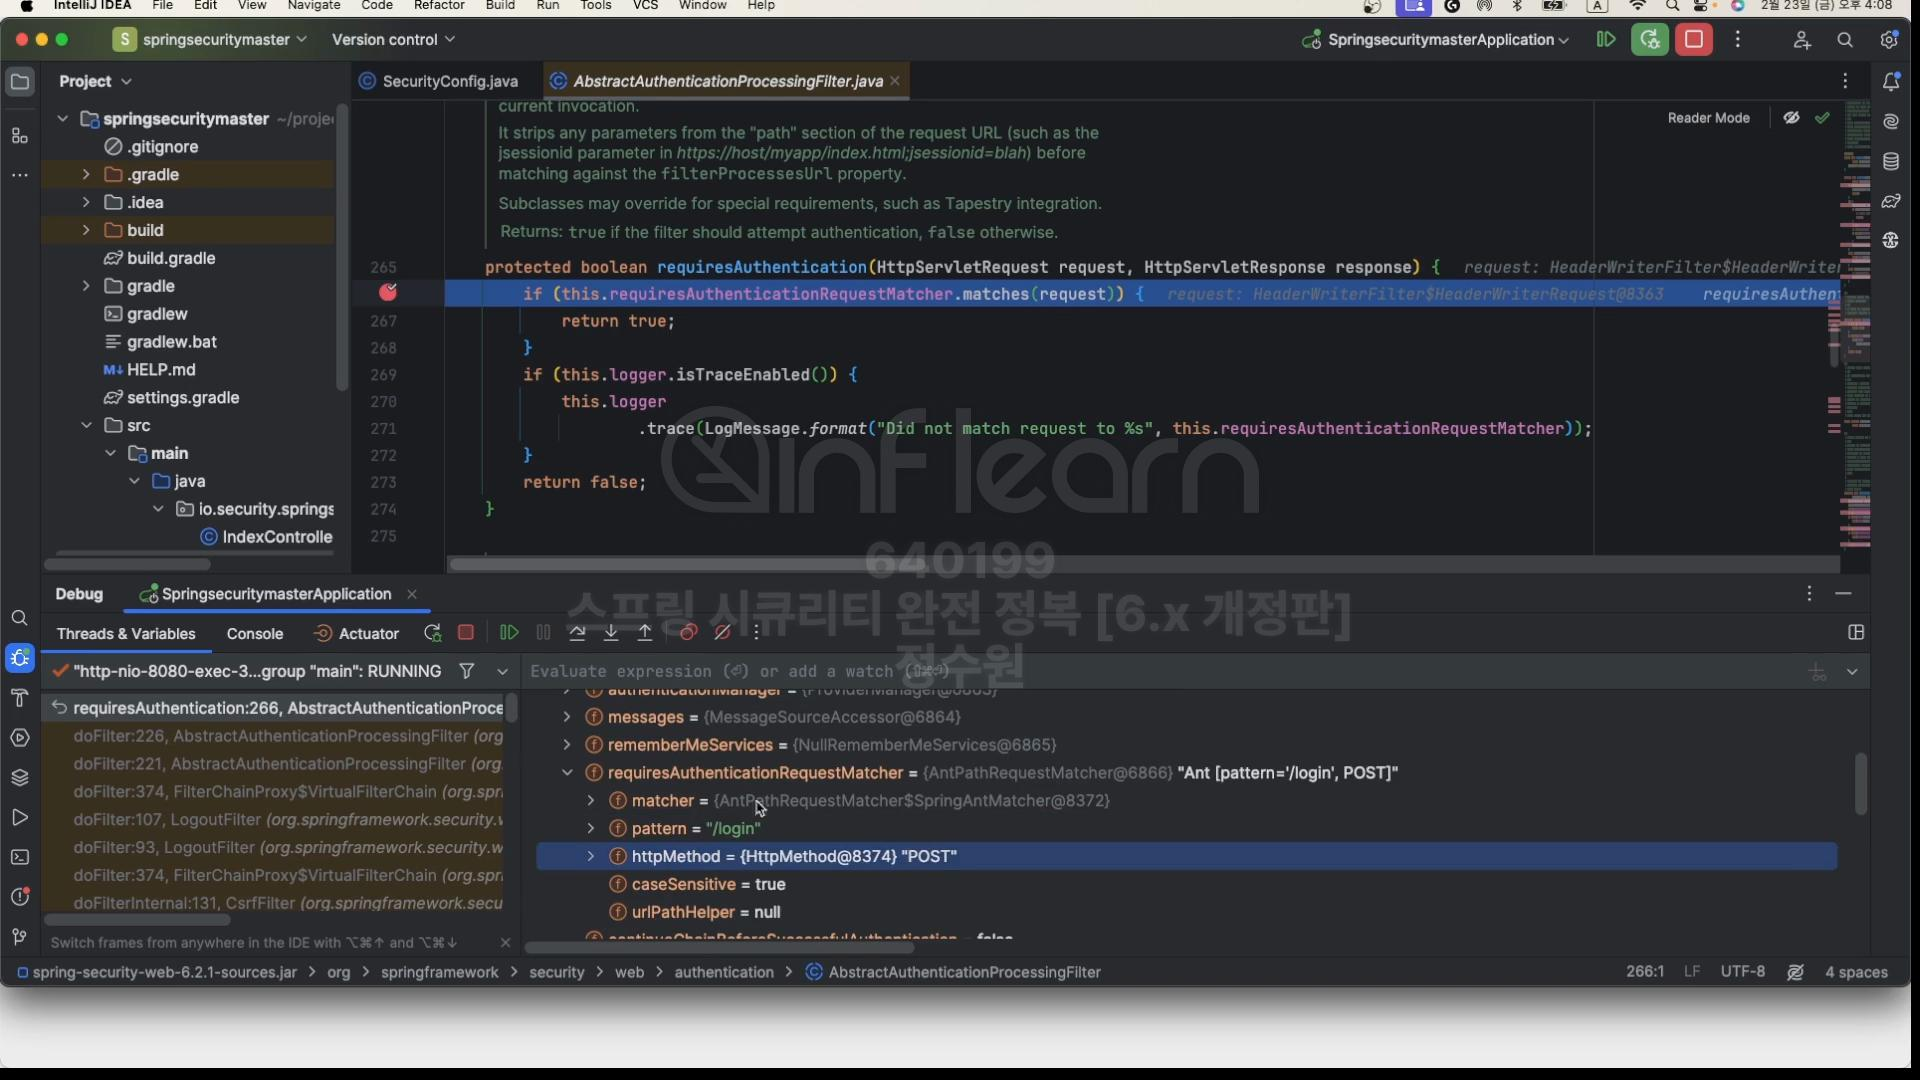 IntelliJ IDEA File Edit View Navigate Code Refactor Build Run Tools VCS Window Help A 2월 23일 (금) 오후 4:08
S springsecuritymaster Version control SpringsecuritymasterApplication
Project SecurityConfig.java AbstractAuthenticationProcessingFilter.java
springsecuritymaster ~/proje
.gitignore
.gradle
.idea
build
build.gradle
gradle
gradlew
gradlew.bat
M↓ HELP.md
settings.gradle
src
main
java
io.security.springs
IndexControlle
Reader Mode
current invocation.
It strips any parameters from the "path" section of the request URL (such as the
jsessionid parameter in https://host/myapp/index.html;jsessionid=blah) before
matching against the filterProcessesUrl property.
Subclasses may override for special requirements, such as Tapestry integration.
Returns: true if the filter should attempt authentication, false otherwise.
265 protected boolean requiresAuthentication(HttpServletRequest request, HttpServletResponse response) { request: HeaderWriterFilter$HeaderWriter
if (this.requiresAuthenticationRequestMatcher.matches(request)) { request: HeaderWriterFilter$HeaderWriterRequest@8363 requiresAuthent
267 return true;
268 }
269 if (this.logger.isTraceEnabled()) {
270 this.logger
271 .trace(LogMessage.format("Did not match request to %s", this.requiresAuthenticationRequestMatcher));
272 }
273 return false;
274 }
275
inflearn
640199
스프링 시큐리티 완전 정복 [6.x 개정판]
정수원
Debug SpringsecuritymasterApplication
Threads & Variables Console Actuator
"http-nio-8080-exec-3...group "main": RUNNING
requiresAuthentication:266, AbstractAuthenticationProce
doFilter:226, AbstractAuthenticationProcessingFilter (org
doFilter:221, AbstractAuthenticationProcessingFilter (org.
doFilter:374, FilterChainProxy$VirtualFilterChain (org.spr
doFilter:107, LogoutFilter (org.springframework.security.w
doFilter:93, LogoutFilter (org.springframework.security.w
doFilter:374, FilterChainProxy$VirtualFilterChain (org.spr
doFilterInternal:131, CsrfFilter (org.springframework.secu
Switch frames from anywhere in the IDE with ⌥⌘↑ and ⌥⌘↓
Evaluate expression (⏎) or add a watch (⇧⌘⏎)
authenticationManager = {ProviderManager@6863}
messages = {MessageSourceAccessor@6864}
rememberMeServices = {NullRememberMeServices@6865}
requiresAuthenticationRequestMatcher = {AntPathRequestMatcher@6866} "Ant [pattern='/login', POST]"
matcher = {AntPathRequestMatcher$SpringAntMatcher@8372}
pattern = "/login"
httpMethod = {HttpMethod@8374} "POST"
caseSensitive = true
urlPathHelper = null
continueChainBeforeSuccessfulAuthentication = false
spring-security-web-6.2.1-sources.jar > org > springframework > security > web > authentication > AbstractAuthenticationProcessingFilter 266:1 LF UTF-8 4 spaces